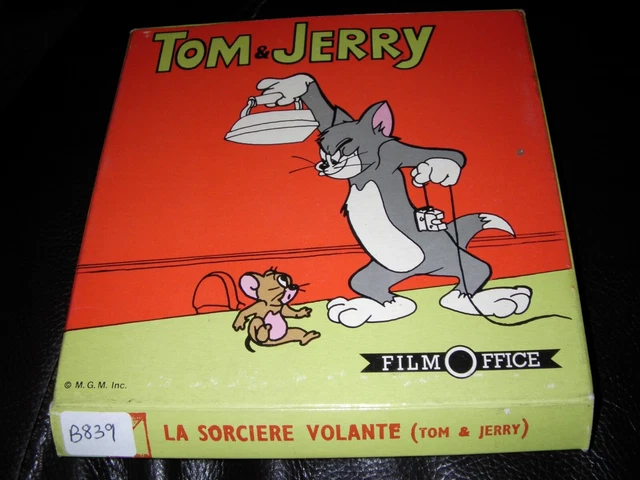 TOM & JERRY
FILM OFFICE
© M.G.M. Inc.
B839
LA SORCIERE VOLANTE (TOM & JERRY)